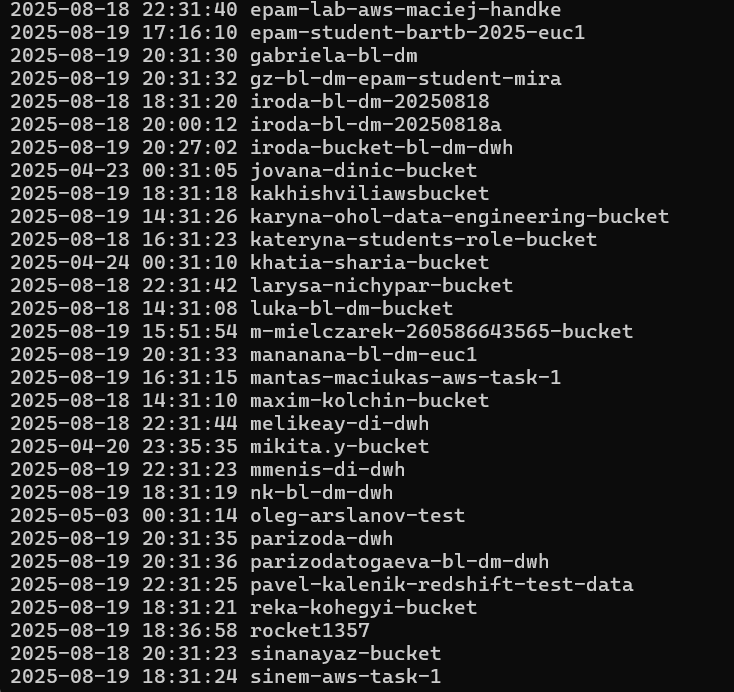 2025-08-18 22:31:40 epam-lab-aws-maciej-handke
2025-08-19 17:16:10 epam-student-bartb-2025-euc1
2025-08-19 20:31:30 gabriela-bl-dm
2025-08-19 20:31:32 gz-bl-dm-epam-student-mira
2025-08-18 18:31:20 iroda-bl-dm-20250818
2025-08-18 20:00:12 iroda-bl-dm-20250818a
2025-08-19 20:27:02 iroda-bucket-bl-dm-dwh
2025-04-23 00:31:05 jovana-dinic-bucket
2025-08-19 18:31:18 kakhishviliawsbucket
2025-08-19 14:31:26 karyna-ohol-data-engineering-bucket
2025-08-18 16:31:23 kateryna-students-role-bucket
2025-04-24 00:31:10 khatia-sharia-bucket
2025-08-18 22:31:42 larysa-nichypar-bucket
2025-08-18 14:31:08 luka-bl-dm-bucket
2025-08-19 15:51:54 m-mielczarek-260586643565-bucket
2025-08-19 20:31:33 mananana-bl-dm-euc1
2025-08-19 16:31:15 mantas-maciukas-aws-task-1
2025-08-18 14:31:10 maxim-kolchin-bucket
2025-08-18 22:31:44 melikeay-di-dwh
2025-04-20 23:35:35 mikita.y-bucket
2025-08-19 22:31:23 mmenis-di-dwh
2025-08-19 18:31:19 nk-bl-dm-dwh
2025-05-03 00:31:14 oleg-arslanov-test
2025-08-19 20:31:35 parizoda-dwh
2025-08-19 20:31:36 parizodatogaeva-bl-dm-dwh
2025-08-19 22:31:25 pavel-kalenik-redshift-test-data
2025-08-19 18:31:21 reka-kohegyi-bucket
2025-08-19 18:36:58 rocket1357
2025-08-18 20:31:23 sinanayaz-bucket
2025-08-19 18:31:24 sinem-aws-task-1